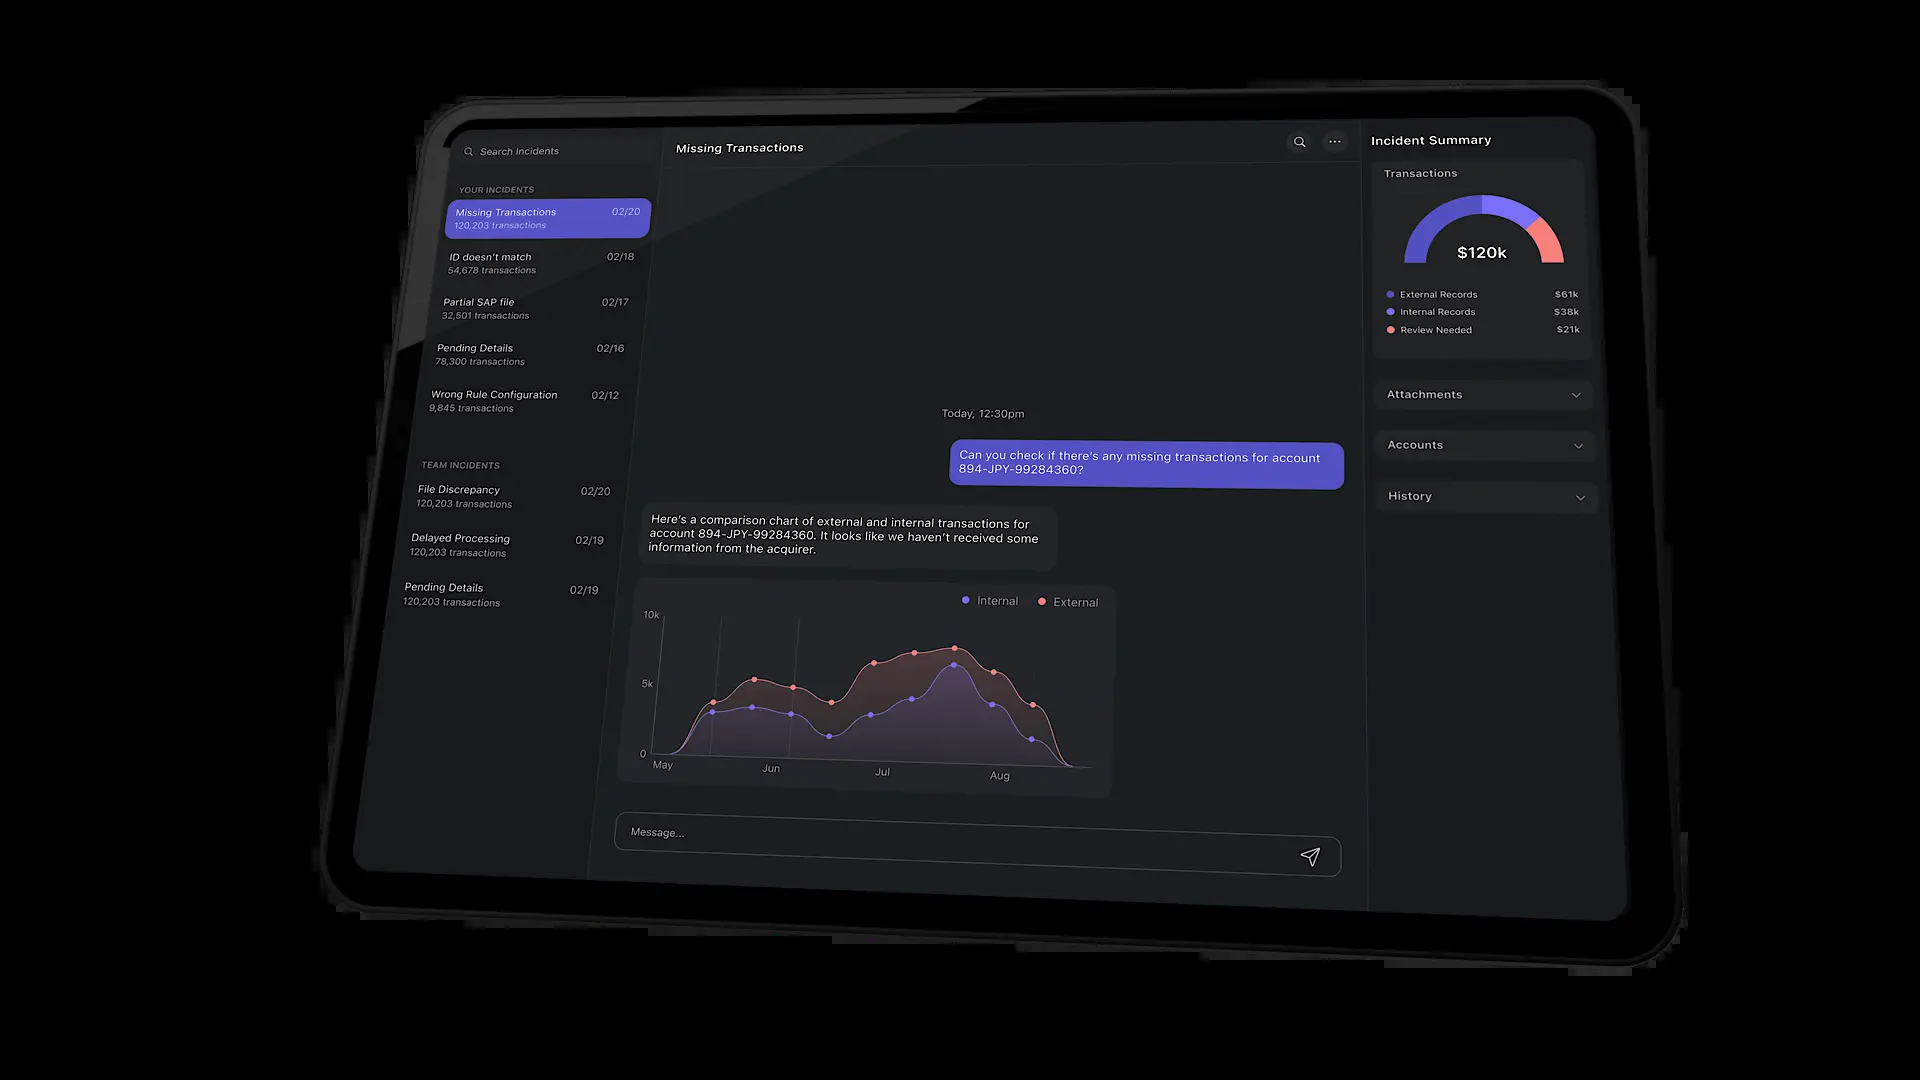 Search Incidents
YOUR INCIDENTS
Missing Transactions 02/20
120,203 transactions
ID doesn't match 02/18
54,678 transactions
Partial SAP file 02/17
32,501 transactions
Pending Details 02/16
78,300 transactions
Wrong Rule Configuration 02/12
9,845 transactions
TEAM INCIDENTS
File Discrepancy 02/20
120,203 transactions
Delayed Processing 02/19
120,203 transactions
Pending Details 02/19
120,203 transactions
Missing Transactions
Today, 12:30pm
Can you check if there's any missing transactions for account
894-JPY-99284360?
Here's a comparison chart of external and internal transactions for
account 894-JPY-99284360. It looks like we haven't received some
information from the acquirer.
Internal External
10k
5k
0
May Jun Jul Aug
Message...
Incident Summary
Transactions
$120k
External Records $61k
Internal Records $38k
Review Needed $21k
Attachments
Accounts
History